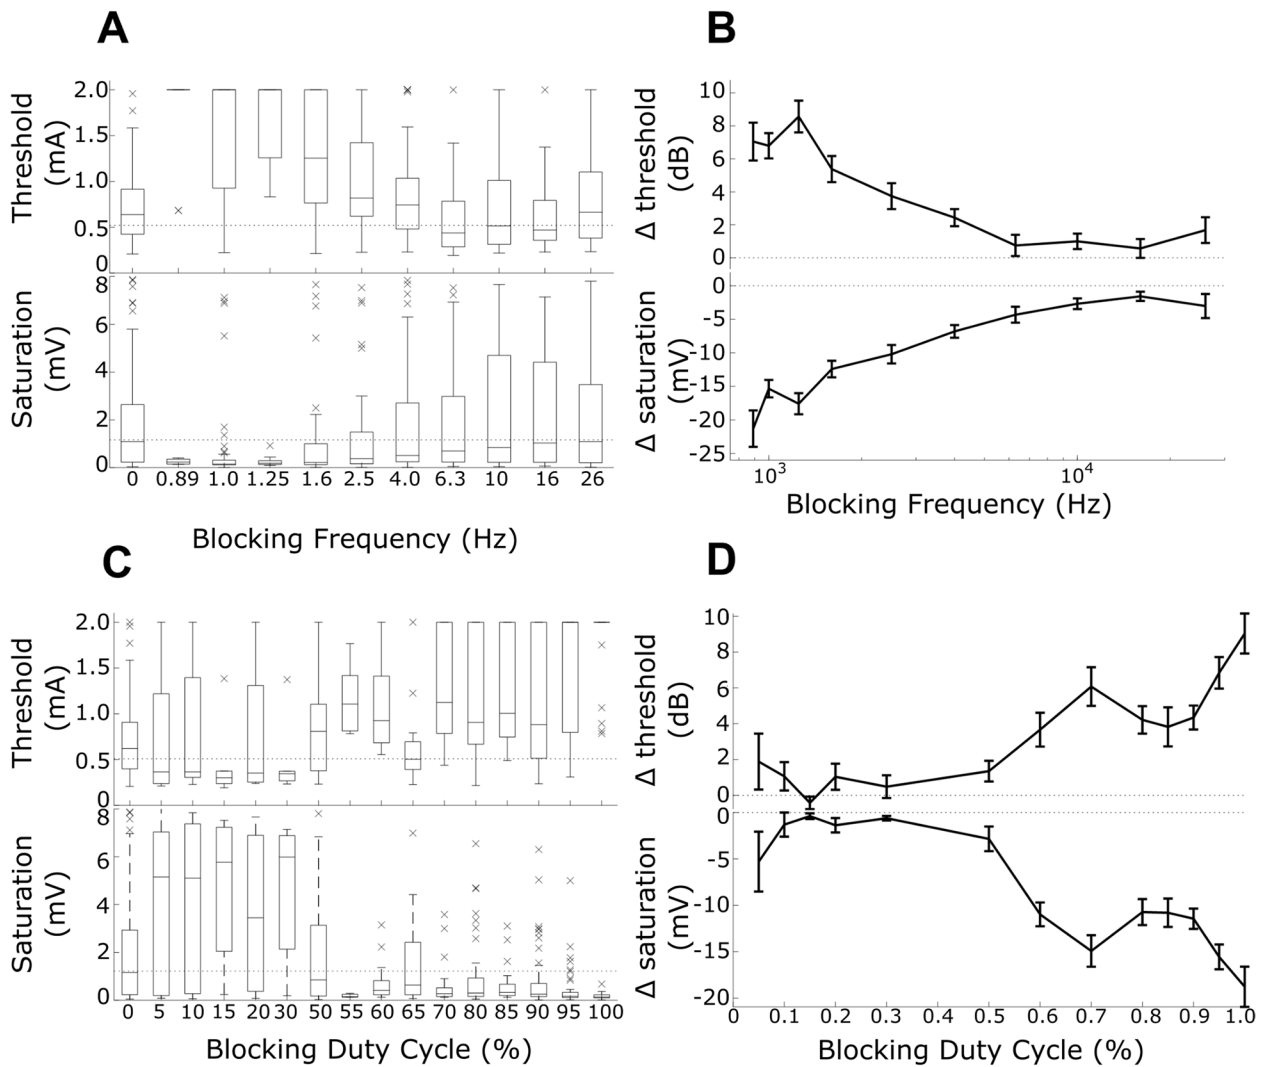 A
B
Threshold
(mA)
2.0
1.5
1.0
0.5
0
Saturation
(mV)
8
6
4
2
0
0 0.89 1.0 1.25 1.6 2.5 4.0 6.3 10 16 26
Blocking Frequency (Hz)
Δ threshold
(dB)
10
8
6
4
2
0
Δ saturation
(mV)
0
-5
-10
-15
-20
-25
10³ 10⁴
Blocking Frequency (Hz)
C
D
Threshold
(mA)
2.0
1.5
1.0
0.5
0
Saturation
(mV)
8
6
4
2
0
0 5 10 15 20 30 50 55 60 65 70 80 85 90 95 100
Blocking Duty Cycle (%)
Δ threshold
(dB)
10
8
6
4
2
0
Δ saturation
(mV)
0
-5
-10
-15
-20
0 0.1 0.2 0.3 0.4 0.5 0.6 0.7 0.8 0.9 1.0
Blocking Duty Cycle (%)